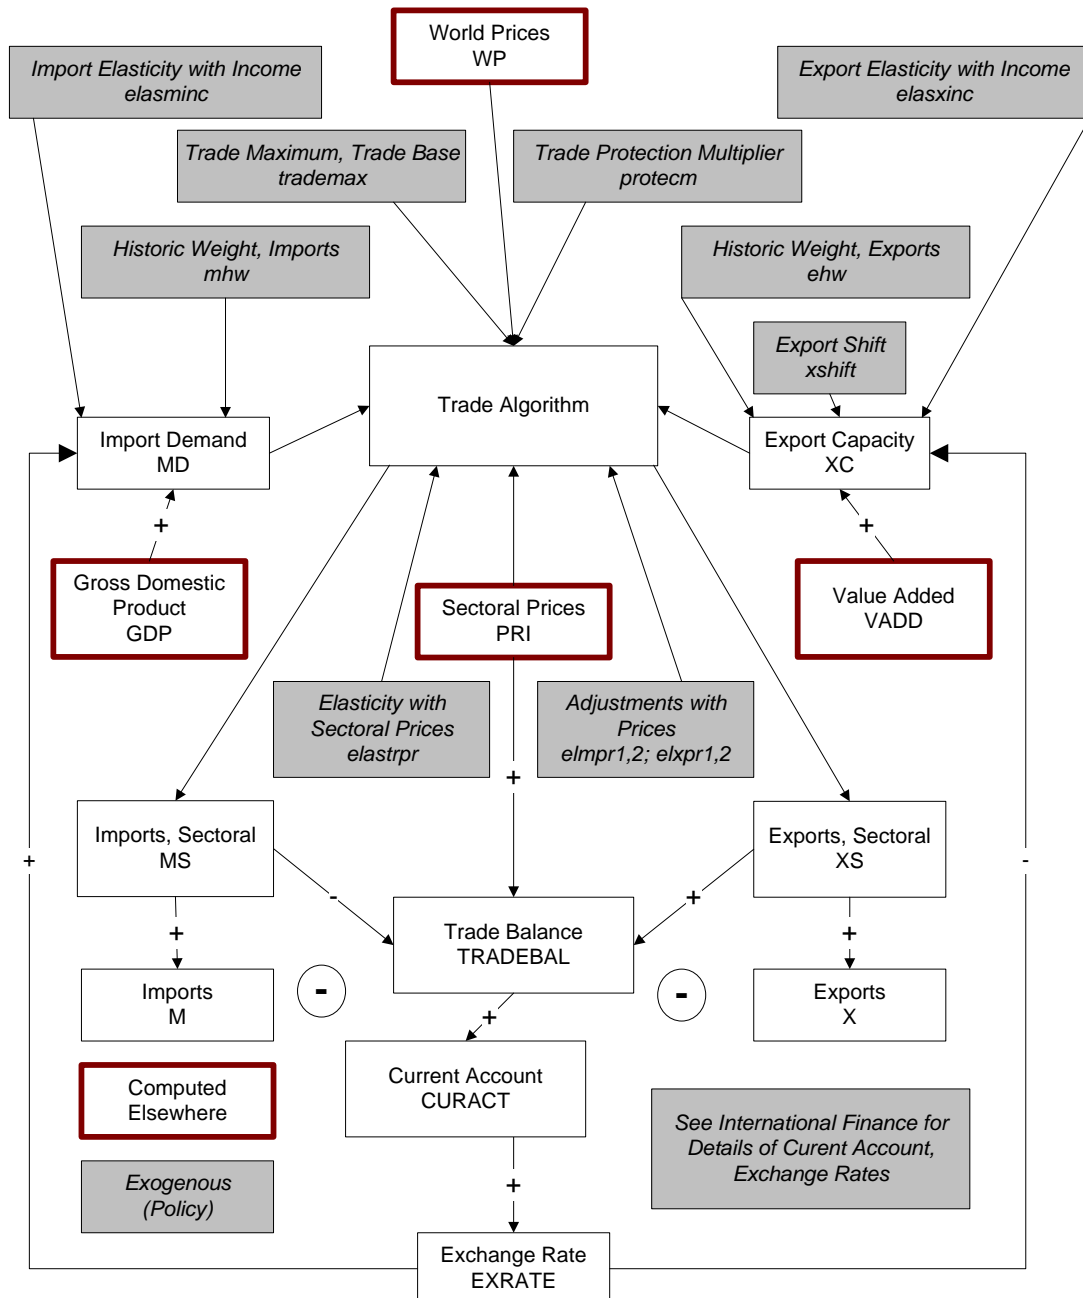 World Prices
WP
Import Elasticity with Income
elasminc
Export Elasticity with Income
elasxinc
Trade Maximum, Trade Base
trademax
Trade Protection Multiplier
protecm
Historic Weight, Imports
mhw
Historic Weight, Exports
ehw
Export Shift
xshift
Trade Algorithm
Import Demand
MD
Export Capacity
XC
+
+
Gross Domestic
Product
GDP
Sectoral Prices
PRI
Value Added
VADD
Elasticity with
Sectoral Prices
elastrpr
Adjustments with
Prices
elmpr1,2; elxpr1,2
+
Imports, Sectoral
MS
Exports, Sectoral
XS
+
-
-
+
+
+
Trade Balance
TRADEBAL
Imports
M
-
-
Exports
X
+
Computed
Elsewhere
Current Account
CURACT
See International Finance for
Details of Curent Account,
Exchange Rates
Exogenous
(Policy)
+
Exchange Rate
EXRATE